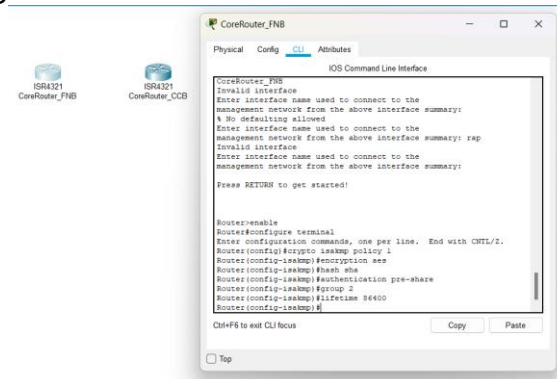 ISR4321
CoreRouter_FNB
ISR4321
CoreRouter_CCB
CoreRouter_FNB
Physical Config CLI Attributes
IOS Command Line Interface
CoreRouter_FNB
Invalid interface
Enter interface name used to connect to the
management network from the above interface summary:
% No defaulting allowed
Enter interface name used to connect to the
management network from the above interface summary: rap
Invalid interface
Enter interface name used to connect to the
management network from the above interface summary:
Press RETURN to get started!
Router>enable
Router#configure terminal
Enter configuration commands, one per line. End with CNTL/Z.
Router(config)#crypto isakmp policy 1
Router(config-isakmp)#encryption aes
Router(config-isakmp)#hash sha
Router(config-isakmp)#authentication pre-share
Router(config-isakmp)#group 2
Router(config-isakmp)#lifetime 86400
Router(config-isakmp)#
Ctrl+F6 to exit CLI focus
Copy Paste
Top